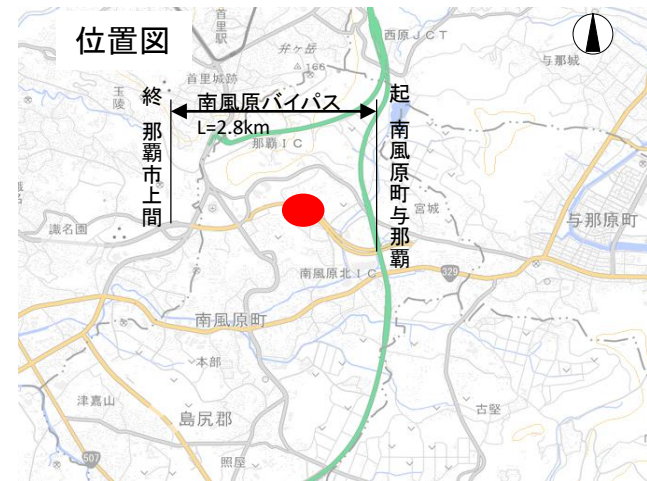 位置図
首里駅
弁ヶ岳
166
西原JCT
与那城
首里城跡
玉陵
終 那覇市上間
南風原バイパス
L=2.8km
起 南風原町与那覇
那覇IC
識名園
宮城
与那原町
南風原北IC
329
南風原町
本部
津嘉山
島尻郡
古堅
照屋
507